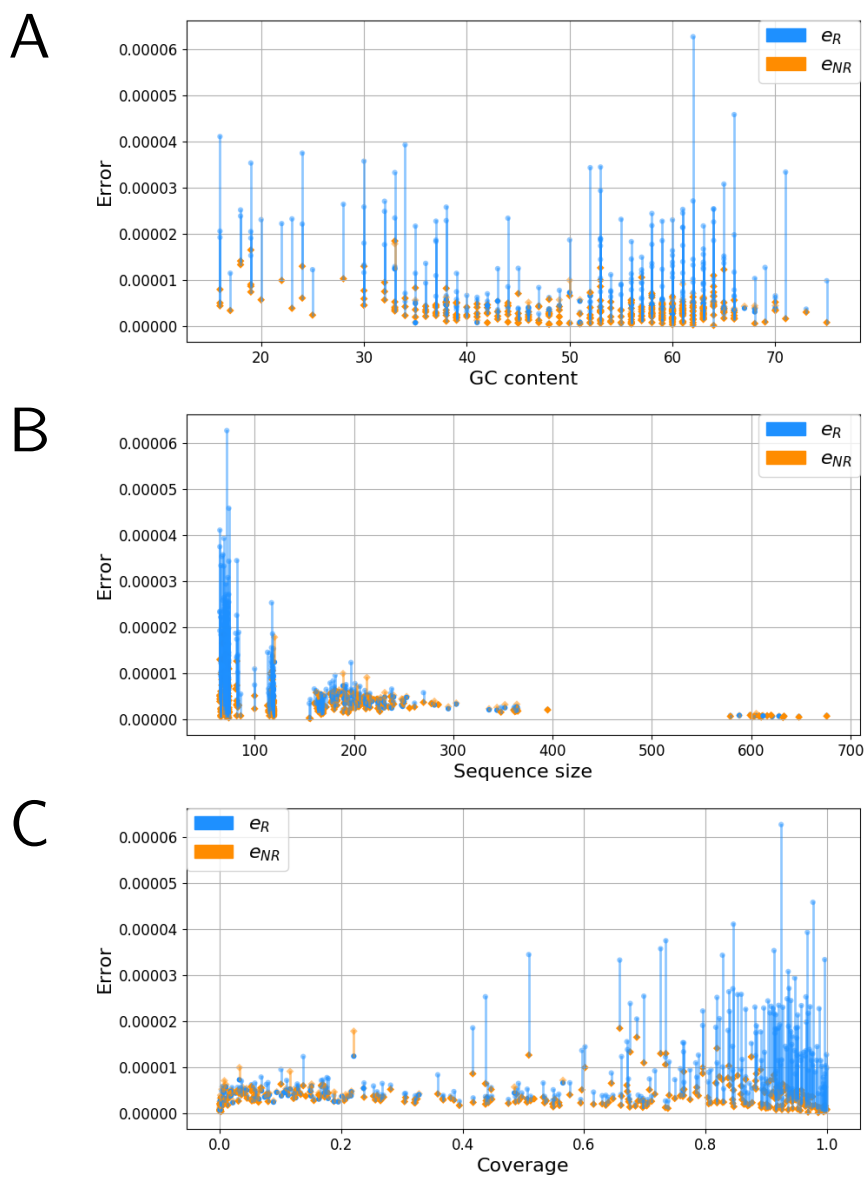 A
0.00006
0.00005
0.00004
0.00003
0.00002
0.00001
0.00000
Error
e_R
e_NR
20 30 40 50 60 70
GC content
B
0.00006
0.00005
0.00004
0.00003
0.00002
0.00001
0.00000
Error
e_R
e_NR
100 200 300 400 500 600 700
Sequence size
C
0.00006
0.00005
0.00004
0.00003
0.00002
0.00001
0.00000
Error
e_R
e_NR
0.0 0.2 0.4 0.6 0.8 1.0
Coverage